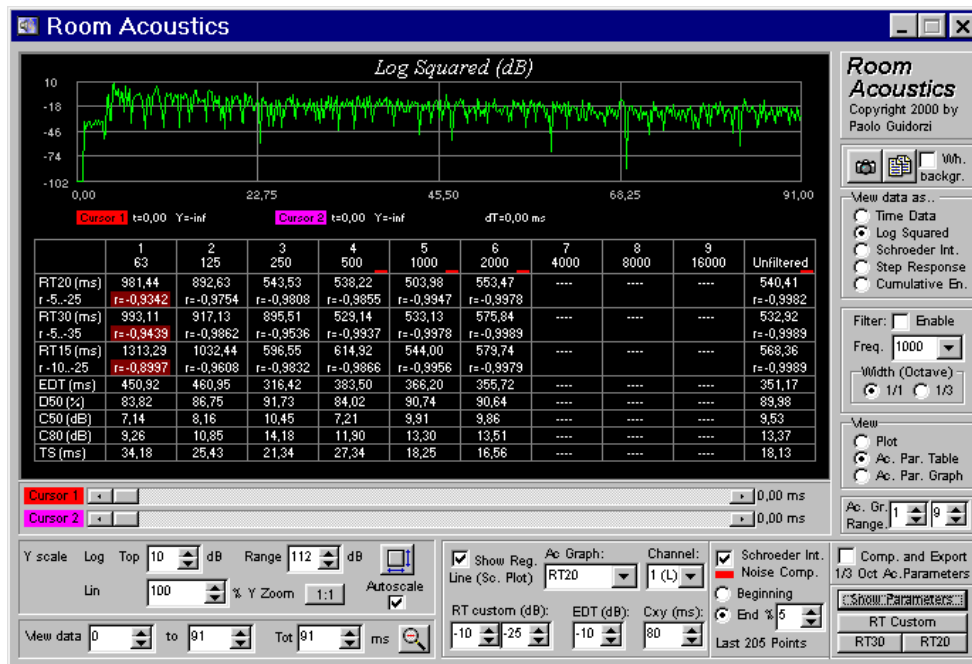 Room Acoustics
Log Squared (dB)
10
-18
-46
-74
-102
0,00 22,75 45,50 68,25 91,00
Cursor 1 t=0,00 Y=-inf Cursor 2 t=0,00 Y=-inf dT=0,00 ms
1 2 3 4 5 6 7 8 9
63 125 250 500 1000 2000 4000 8000 16000 Unfiltered
RT20 (ms) 981,44 892,63 543,53 538,22 503,98 553,47 ---- ---- ---- 540,41
r -5..-25 r=-0,9342 r=-0,9754 r=-0,9808 r=-0,9855 r=-0,9947 r=-0,9978 r=-0,9982
RT30 (ms) 993,11 917,13 895,51 529,14 533,13 575,84 ---- ---- ---- 532,92
r -5..-35 r=-0,9439 r=-0,9862 r=-0,9536 r=-0,9937 r=-0,9978 r=-0,9989 r=-0,9989
RT15 (ms) 1313,29 1032,44 596,55 614,92 544,00 579,74 ---- ---- ---- 568,36
r -10..-25 r=-0,8997 r=-0,9608 r=-0,9832 r=-0,9866 r=-0,9956 r=-0,9979 r=-0,9989
EDT (ms) 450,92 460,95 316,42 383,50 366,20 355,72 ---- ---- ---- 351,17
D50 (%) 83,82 86,75 91,73 84,02 90,74 90,64 ---- ---- ---- 89,98
C50 (dB) 7,14 8,16 10,45 7,21 9,91 9,86 ---- ---- ---- 9,53
C80 (dB) 9,26 10,85 14,18 11,90 13,30 13,51 ---- ---- ---- 13,37
TS (ms) 34,18 25,43 21,34 27,34 18,25 16,56 ---- ---- ---- 18,13
Cursor 1 0,00 ms
Cursor 2 0,00 ms
Room
Acoustics
Copyright 2000 by
Paolo Guidorzi
Wh.
backgr.
View data as..
Time Data
Log Squared
Schroeder Int.
Step Response
Cumulative En.
Filter: Enable
Freq. 1000
Width (Octave)
1/1 1/3
View
Plot
Ac. Par. Table
Ac. Par. Graph
Ac. Gr. 1 9
Range.
Y scale Log Top 10 dB Range 112 dB
Lin 100 % Y Zoom 1:1 Autoscale
View data 0 to 91 Tot 91 ms
Show Reg.
Line (Sc. Plot)
Ac Graph: Channel:
RT20 1 (L)
RT custom (dB): EDT (dB): Cxy (ms):
-10 -25 -10 80
Schroeder Int.
Noise Comp.
Beginning
End % 5
Last 205 Points
Comp. and Export
1/3 Oct Ac.Parameters
Show Parameters
RT Custom
RT30 RT20